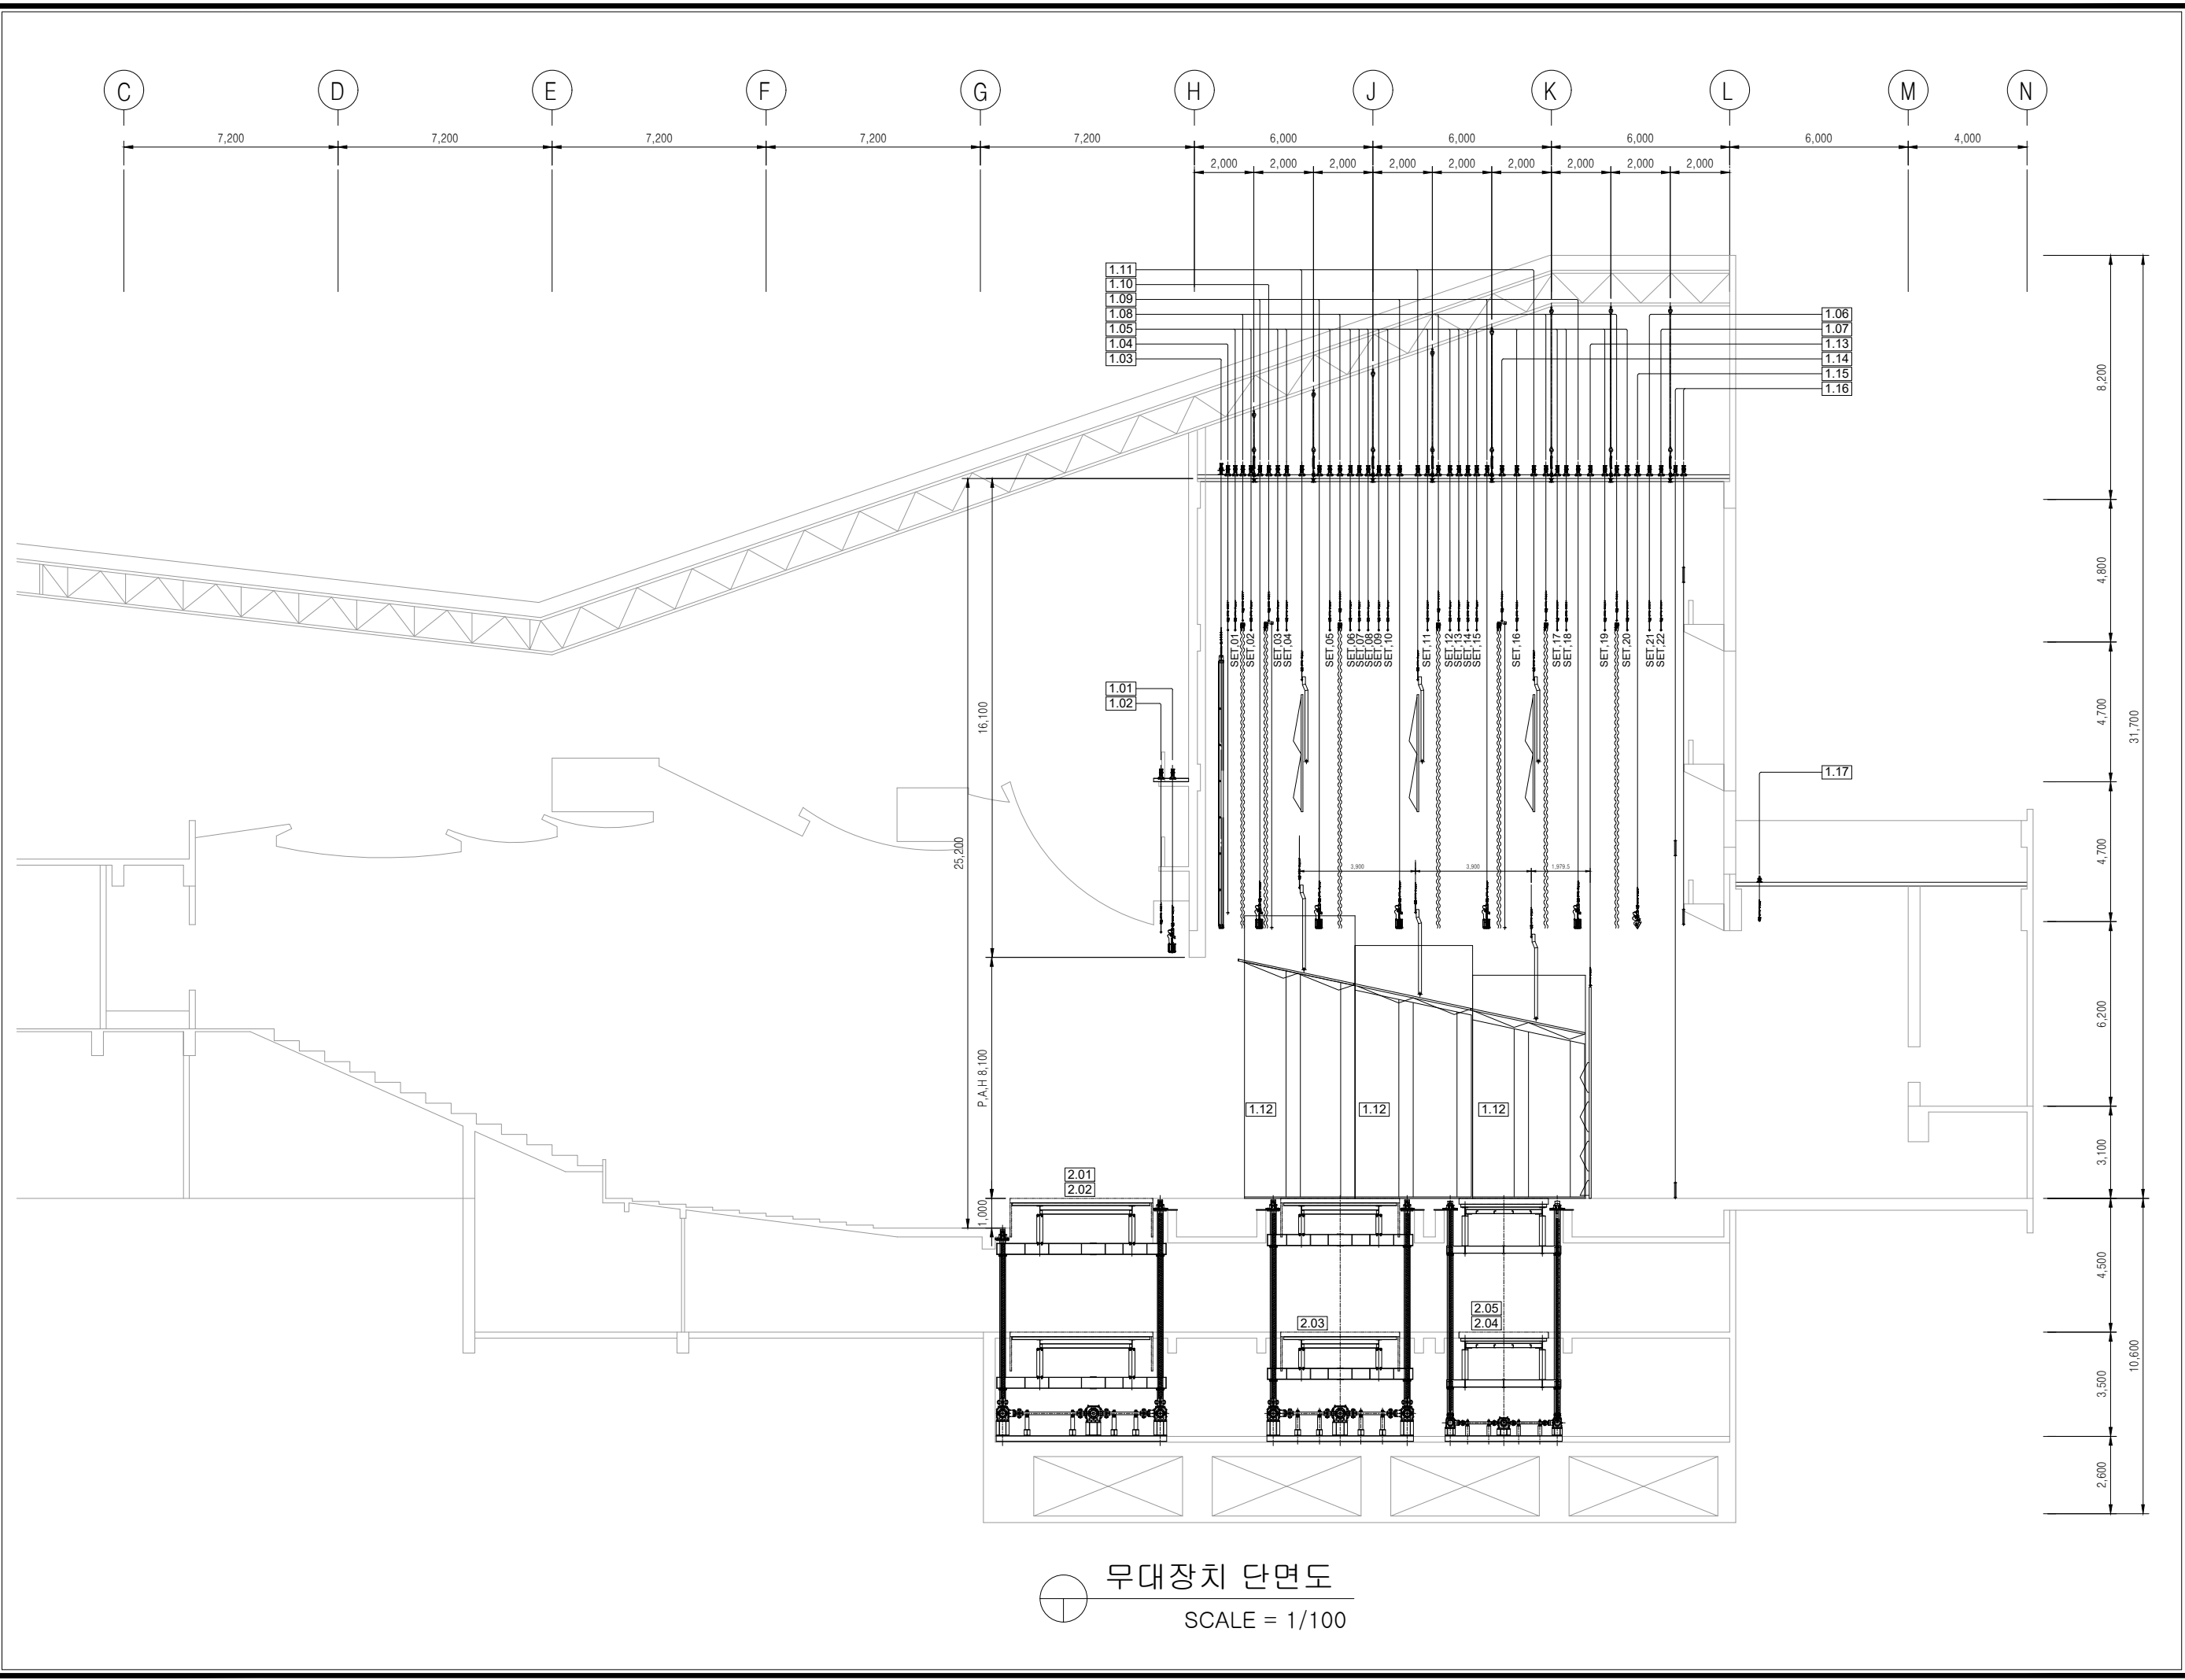 C D E F G H J K L M N
7,200 7,200 7,200 7,200 7,200 6,000 6,000 6,000 6,000 4,000
2,000 2,000 2,000 2,000 2,000 2,000 2,000 2,000 2,000
1.11
1.10
1.09
1.08
1.05
1.04
1.03
1.06
1.07
1.13
1.14
1.15
1.16
8,200
4,800
4,700
4,700
6,200
3,100
31,700
4,500
3,500
2,600
10,600
SET,01
SET,02
SET,03
SET,04
SET,05
SET,06
SET,07
SET,08
SET,09
SET,10
SET,11
SET,12
SET,13
SET,14
SET,15
SET,16
SET,17
SET,18
SET,19
SET,20
SET,21
SET,22
1.01
1.02
16,100
25,200
P,A,H 8,100
1,000
1.17
3,900 3,900 1,979.5
1.12 1.12 1.12
2.01
2.02
2.03
2.05
2.04
무대장치 단면도
SCALE = 1/100